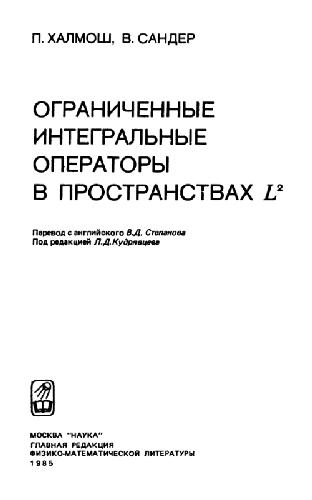 П. ХАЛМОШ, В. САНДЕР
ОГРАНИЧЕННЫЕ
ИНТЕГРАЛЬНЫЕ
ОПЕРАТОРЫ
В ПРОСТРАНСТВАХ L²
Перевод с английского В.Д. Степанова
Под редакцией Л.Д.Кудрявцева
МОСКВА "НАУКА"
ГЛАВНАЯ РЕДАКЦИЯ
ФИЗИКО-МАТЕМАТИЧЕСКОЙ ЛИТЕРАТУРЫ
1985